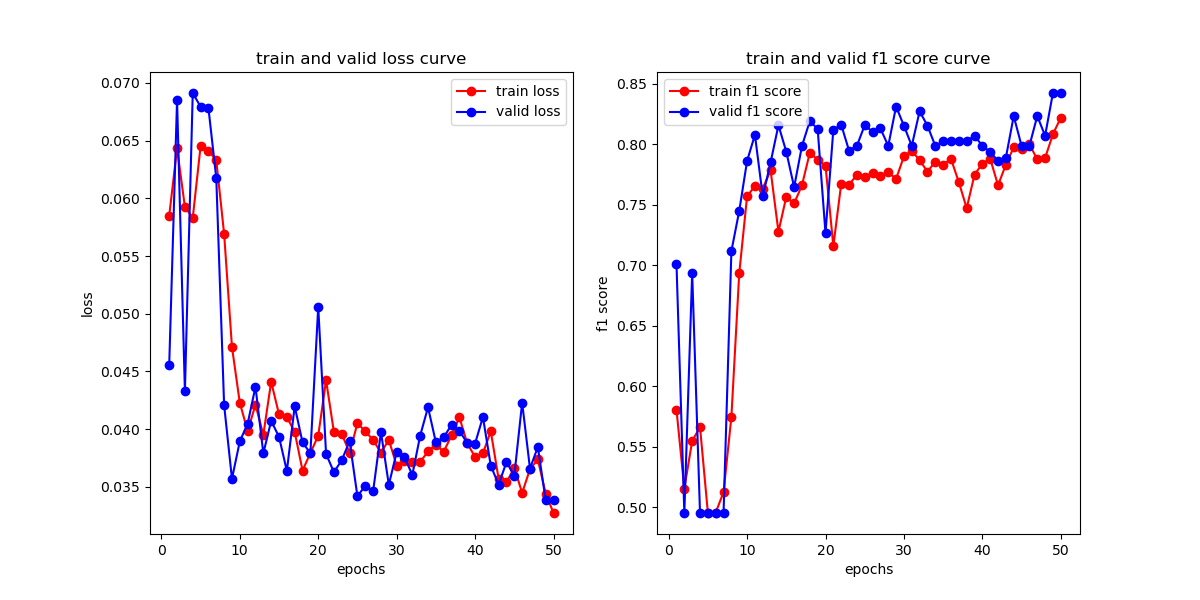 train and valid loss curve
train loss
valid loss
0.070
0.065
0.060
0.055
0.050
0.045
0.040
0.035
loss
0 10 20 30 40 50
epochs
train and valid f1 score curve
train f1 score
valid f1 score
0.85
0.80
0.75
0.70
0.65
0.60
0.55
0.50
f1 score
0 10 20 30 40 50
epochs